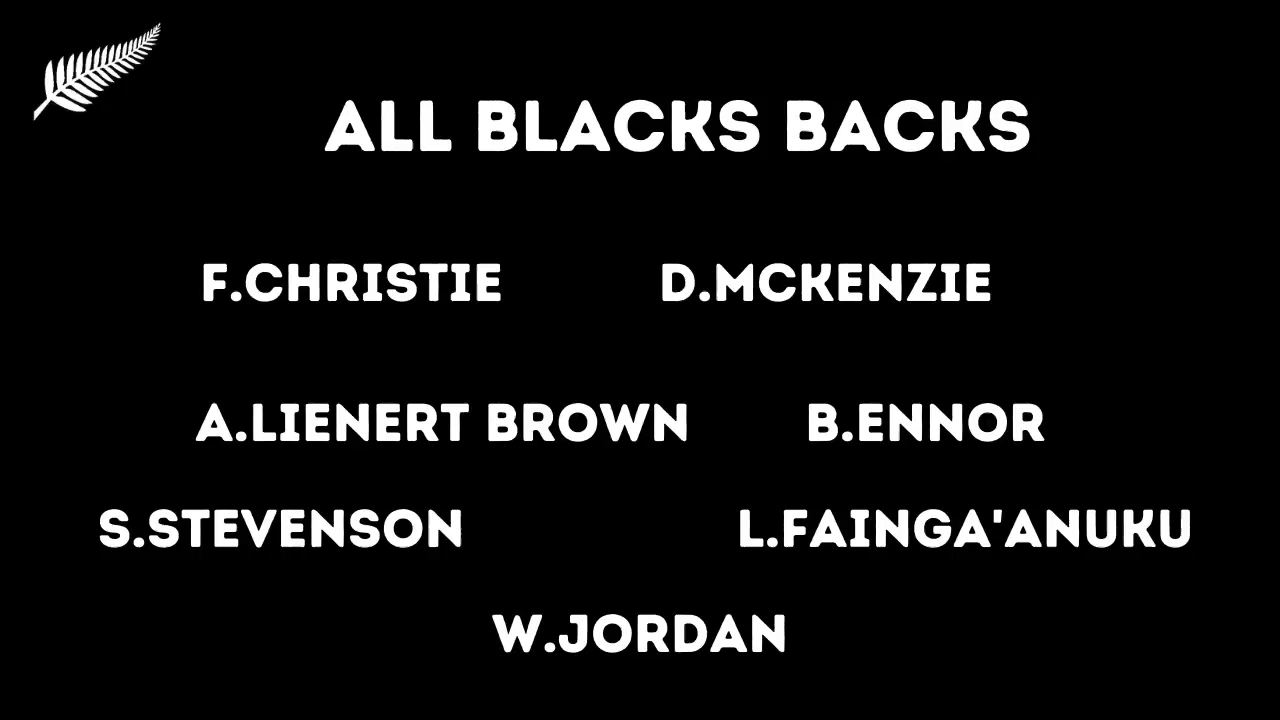 ALL BLACKS BACKS
F.CHRISTIE D.MCKENZIE
A.LIENERT BROWN B.ENNOR
S.STEVENSON L.FAINGA'ANUKU
W.JORDAN